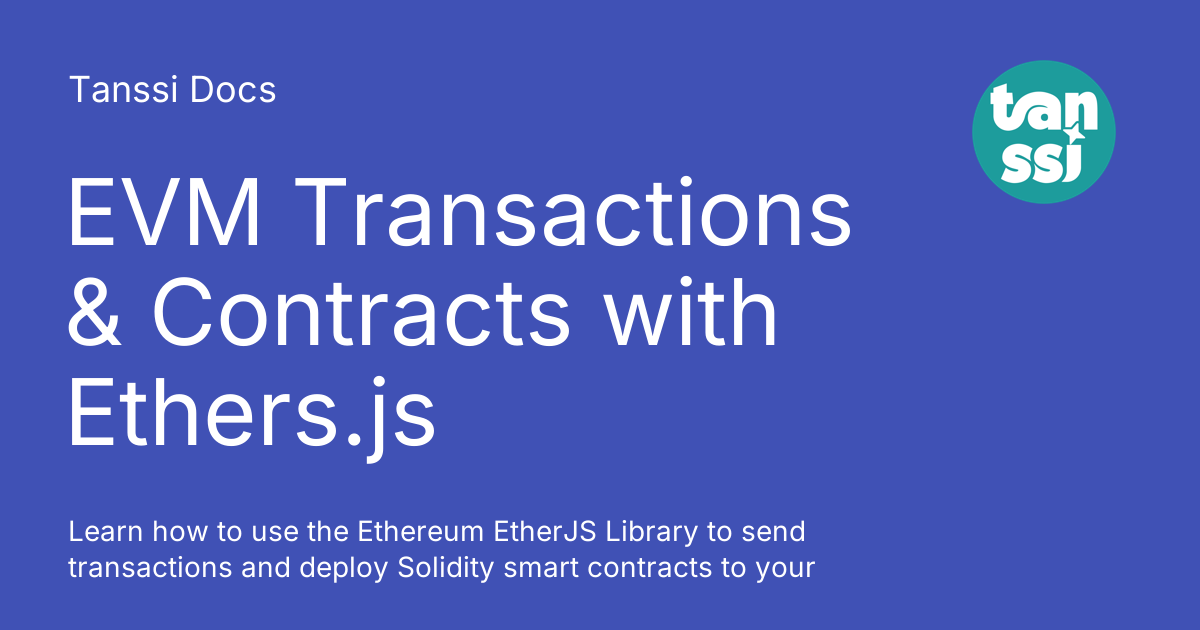 Tanssi Docs
tan
ssi
EVM Transactions
& Contracts with
Ethers.js
Learn how to use the Ethereum EtherJS Library to send
transactions and deploy Solidity smart contracts to your